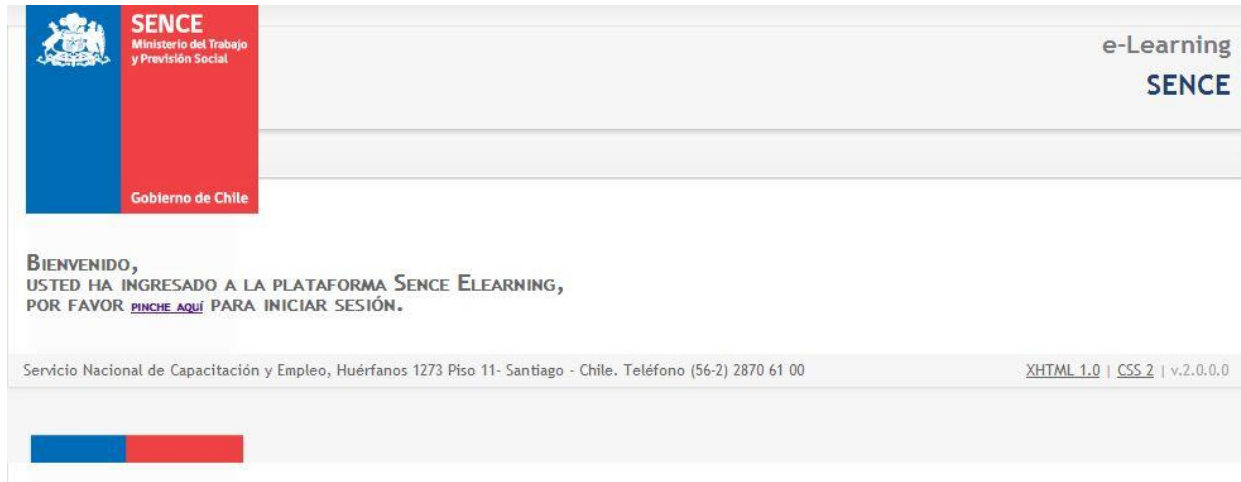 SENCE
Ministerio del Trabajo
y Previsión Social
Gobierno de Chile
e-Learning
SENCE
Bienvenido,
usted ha ingresado a la plataforma Sence Elearning,
por favor pinche aquí para iniciar sesión.
Servicio Nacional de Capacitación y Empleo, Huérfanos 1273 Piso 11- Santiago - Chile. Teléfono (56-2) 2870 61 00
XHTML 1.0 | CSS 2 | v.2.0.0.0